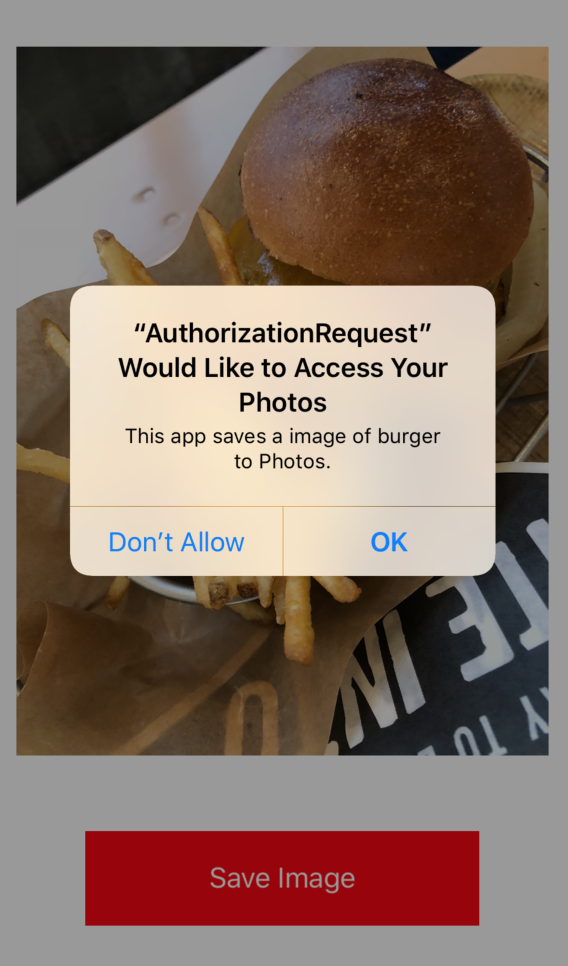 “AuthorizationRequest”
Would Like to Access Your
Photos
This app saves a image of burger
to Photos.
Don’t Allow
OK
Save Image